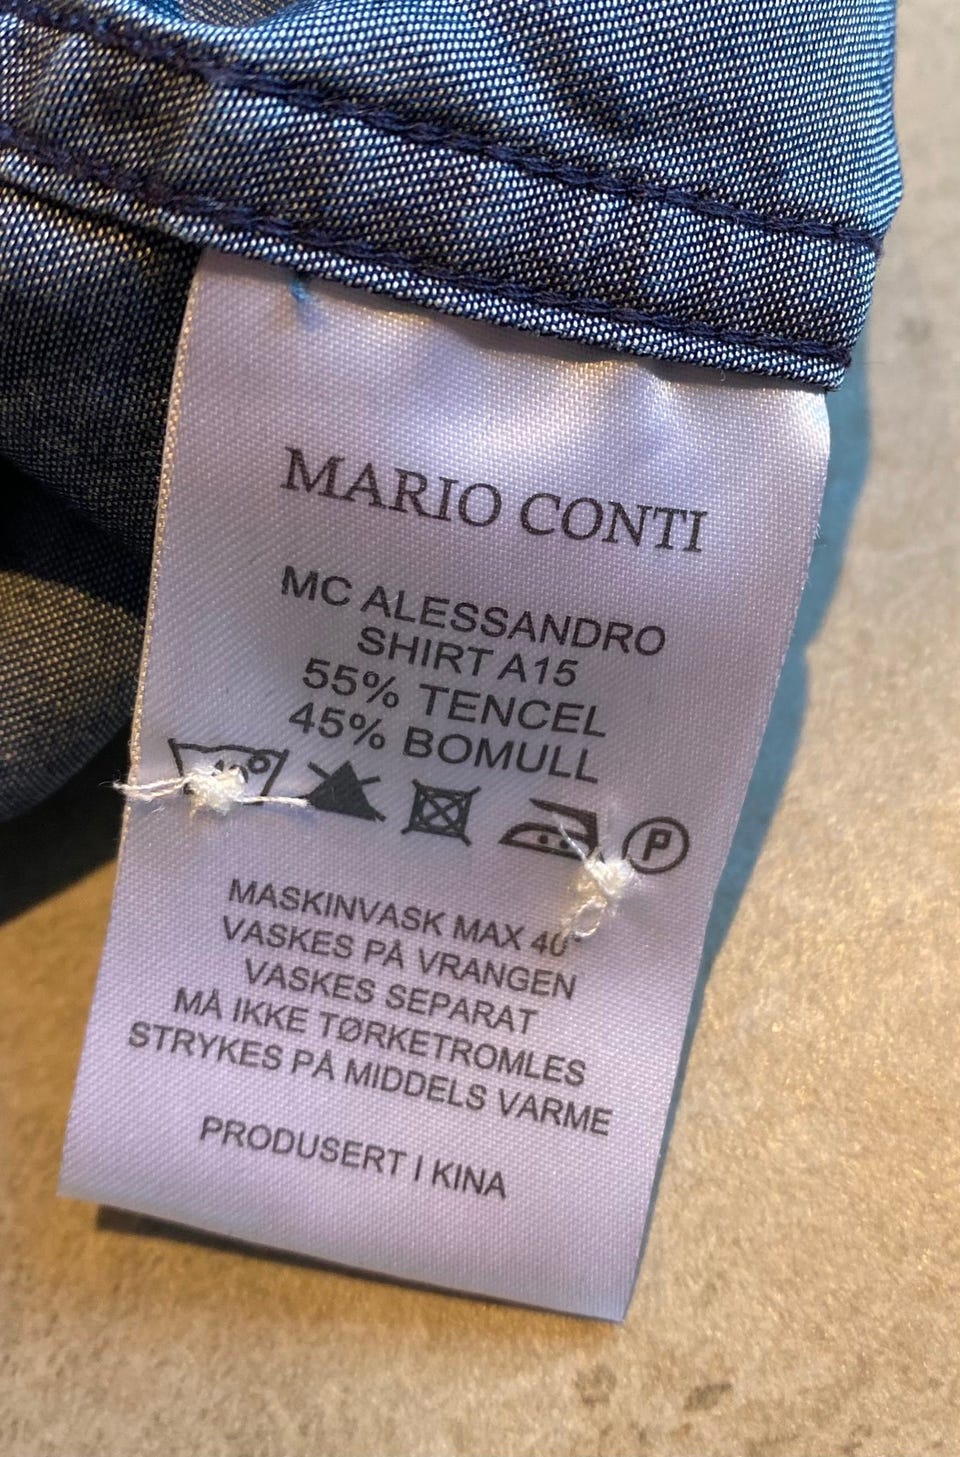 MARIO CONTI
MC ALESSANDRO
SHIRT A15
55% TENCEL
45% BOMULL
40°
P
MASKINVASK MAX 40°
VASKES PÅ VRANGEN
VASKES SEPARAT
MÅ IKKE TØRKETROMLES
STRYKES PÅ MIDDELS VARME
PRODUSERT I KINA